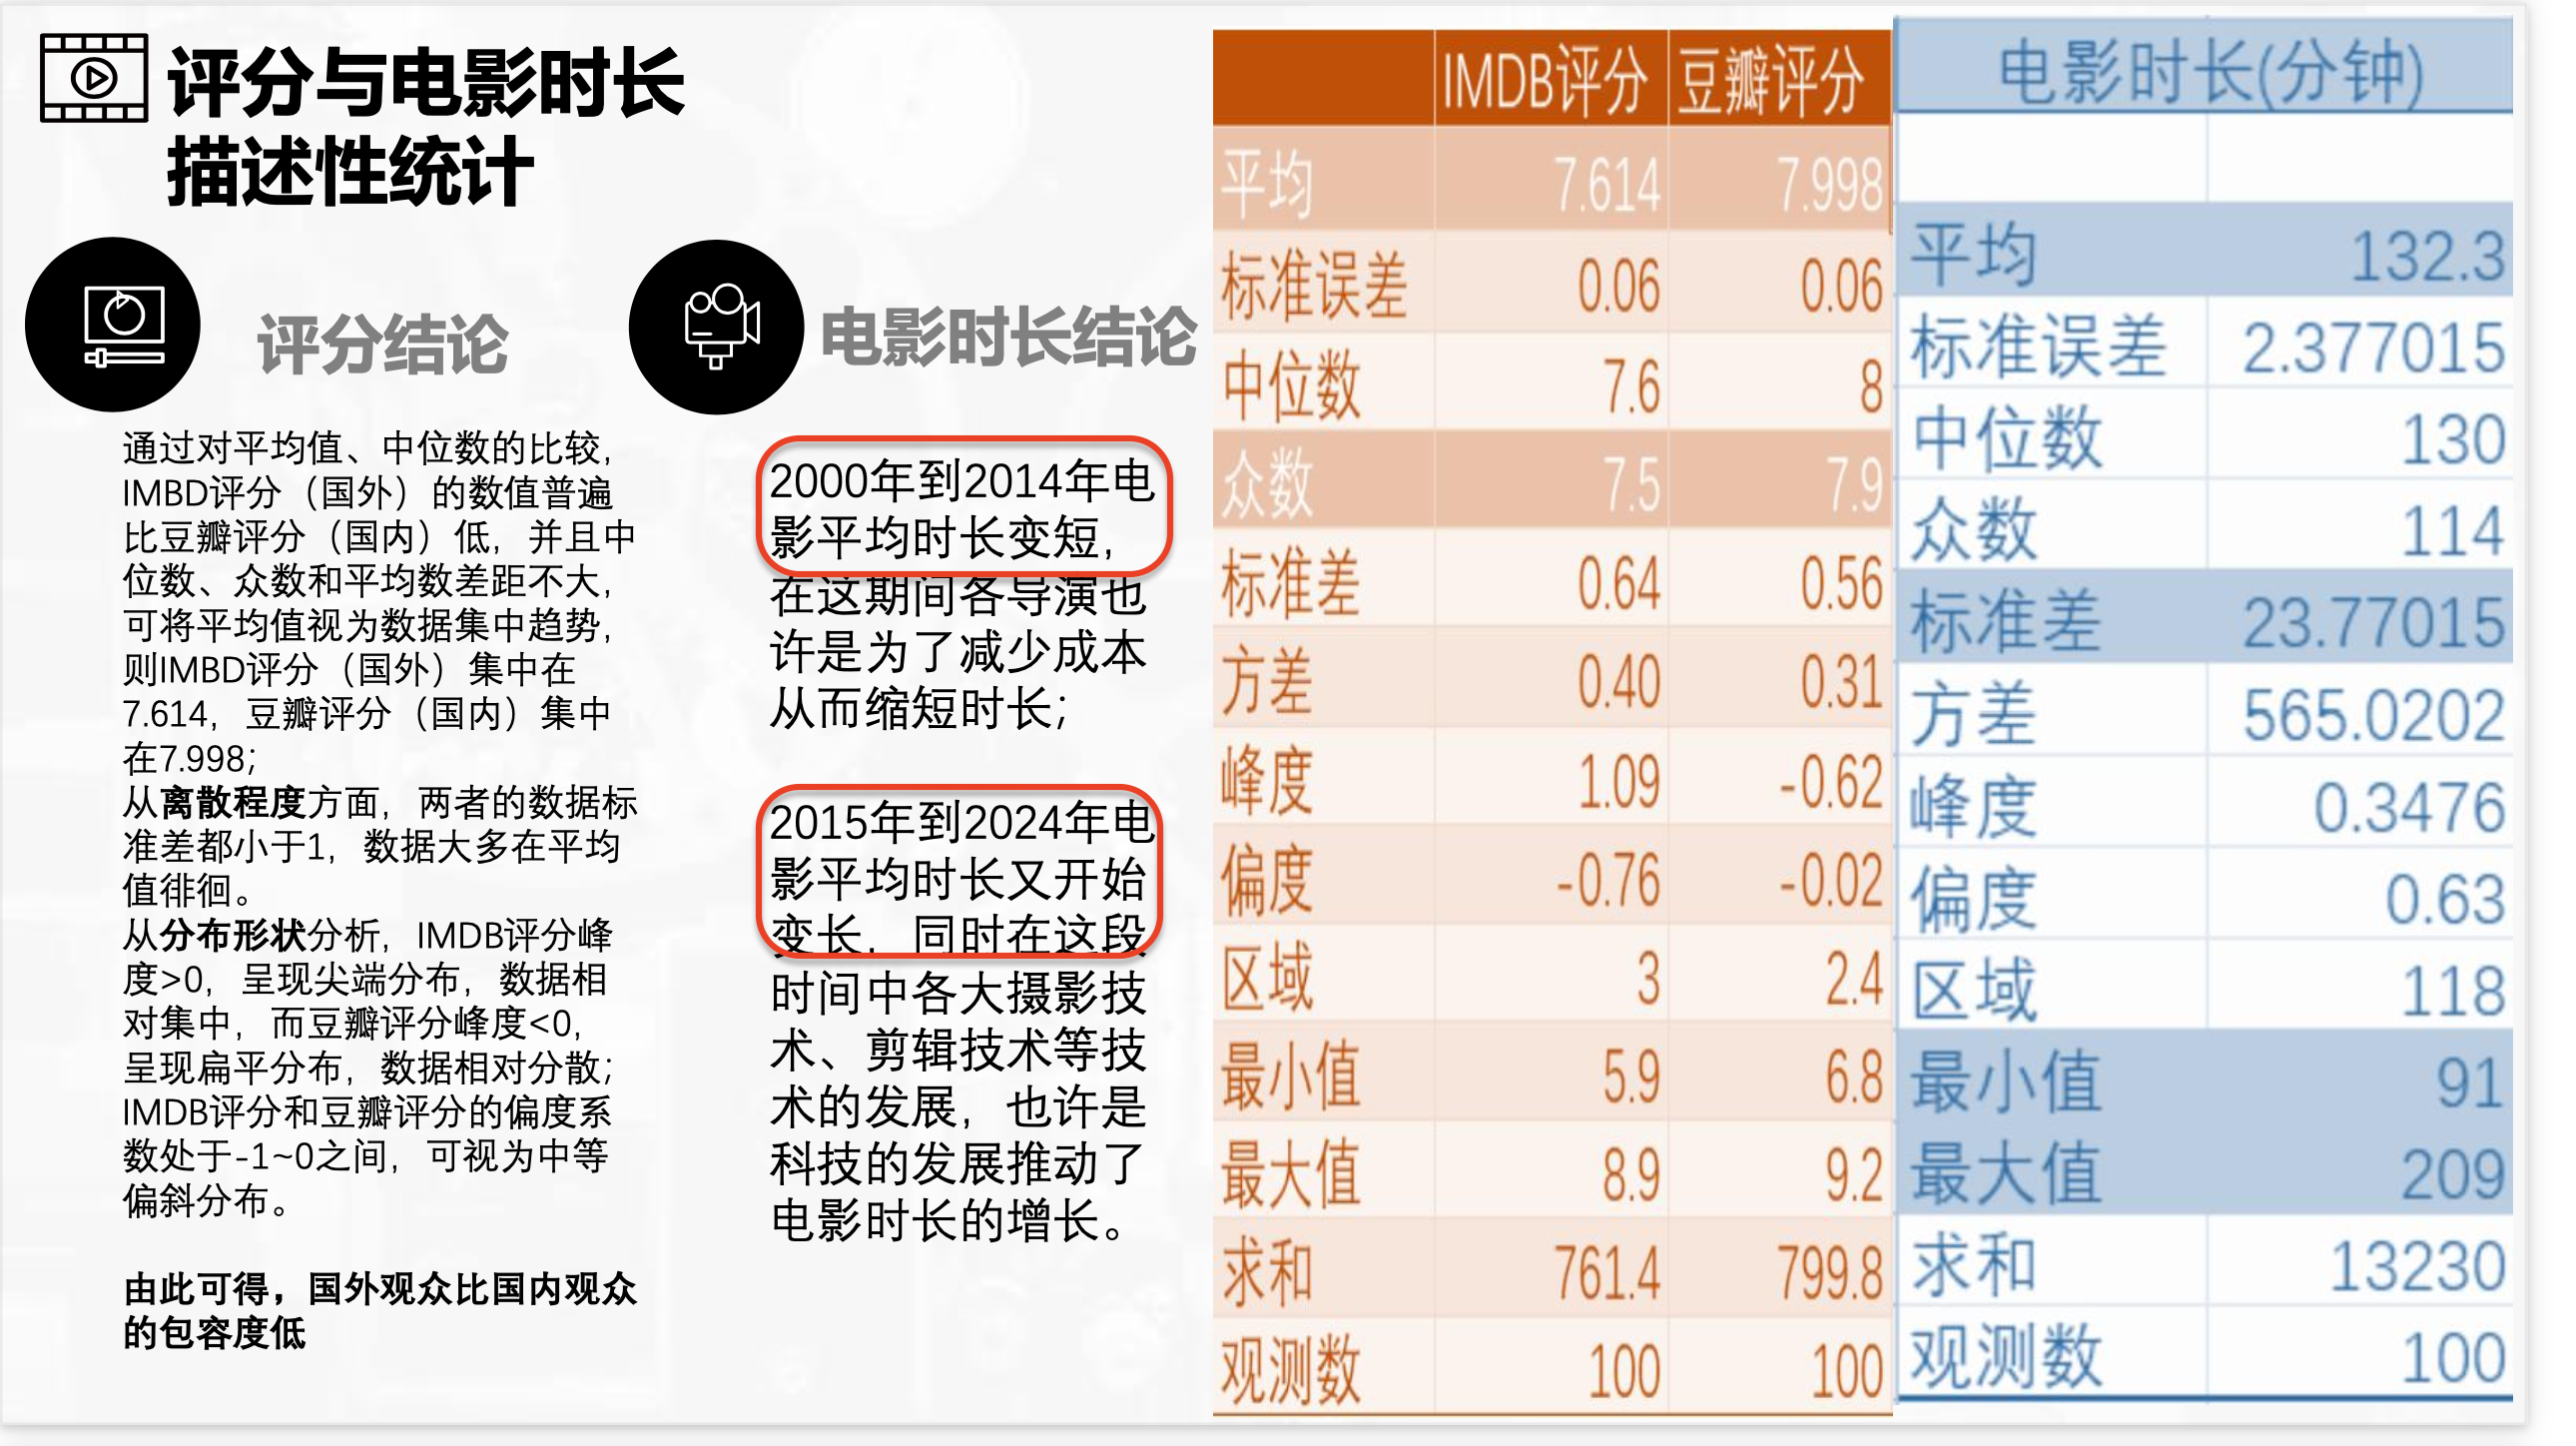 评分与电影时长
描述性统计
评分结论
通过对平均值、中位数的比较，
IMBD评分（国外）的数值普遍
比豆瓣评分（国内）低，并且中
位数、众数和平均数差距不大，
可将平均值视为数据集中趋势，
则IMBD评分（国外）集中在
7.614，豆瓣评分（国内）集中
在7.998；
从离散程度方面，两者的数据标
准差都小于1，数据大多在平均
值徘徊。
从分布形状分析，IMDB评分峰
度>0，呈现尖端分布，数据相
对集中，而豆瓣评分峰度<0，
呈现扁平分布，数据相对分散；
IMDB评分和豆瓣评分的偏度系
数处于-1~0之间，可视为中等
偏斜分布。
由此可得，国外观众比国内观众
的包容度低
电影时长结论
2000年到2014年电
影平均时长变短，
在这期间各导演也
许是为了减少成本
从而缩短时长；
2015年到2024年电
影平均时长又开始
变长，同时在这段
时间中各大摄影技
术、剪辑技术等技
术的发展，也许是
科技的发展推动了
电影时长的增长。
IMDB评分 豆瓣评分
平均 7.614 7.998
标准误差 0.06 0.06
中位数 7.6 8
众数 7.5 7.9
标准差 0.64 0.56
方差 0.40 0.31
峰度 1.09 -0.62
偏度 -0.76 -0.02
区域 3 2.4
最小值 5.9 6.8
最大值 8.9 9.2
求和 761.4 799.8
观测数 100 100
电影时长(分钟)
平均 132.3
标准误差 2.377015
中位数 130
众数 114
标准差 23.77015
方差 565.0202
峰度 0.3476
偏度 0.63
区域 118
最小值 91
最大值 209
求和 13230
观测数 100